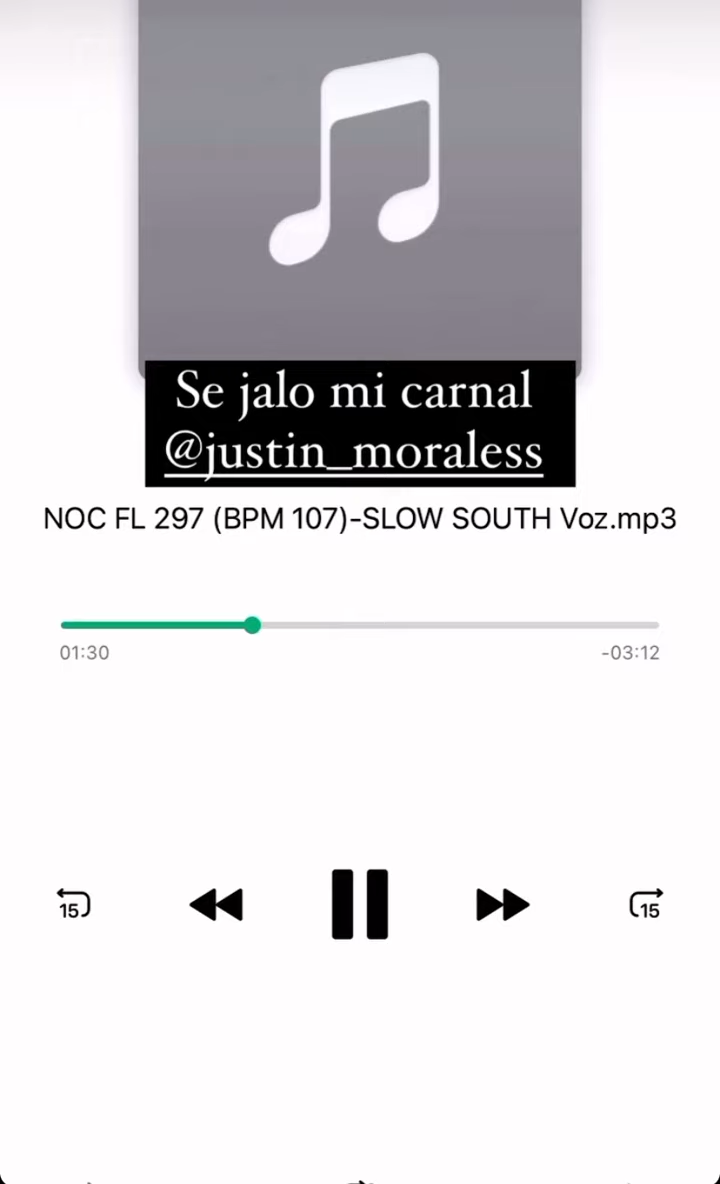 Se jalo mi carnal
@justin_moraless
NOC FL 297 (BPM 107)-SLOW SOUTH Voz.mp3
01:30 -03:12
15 15